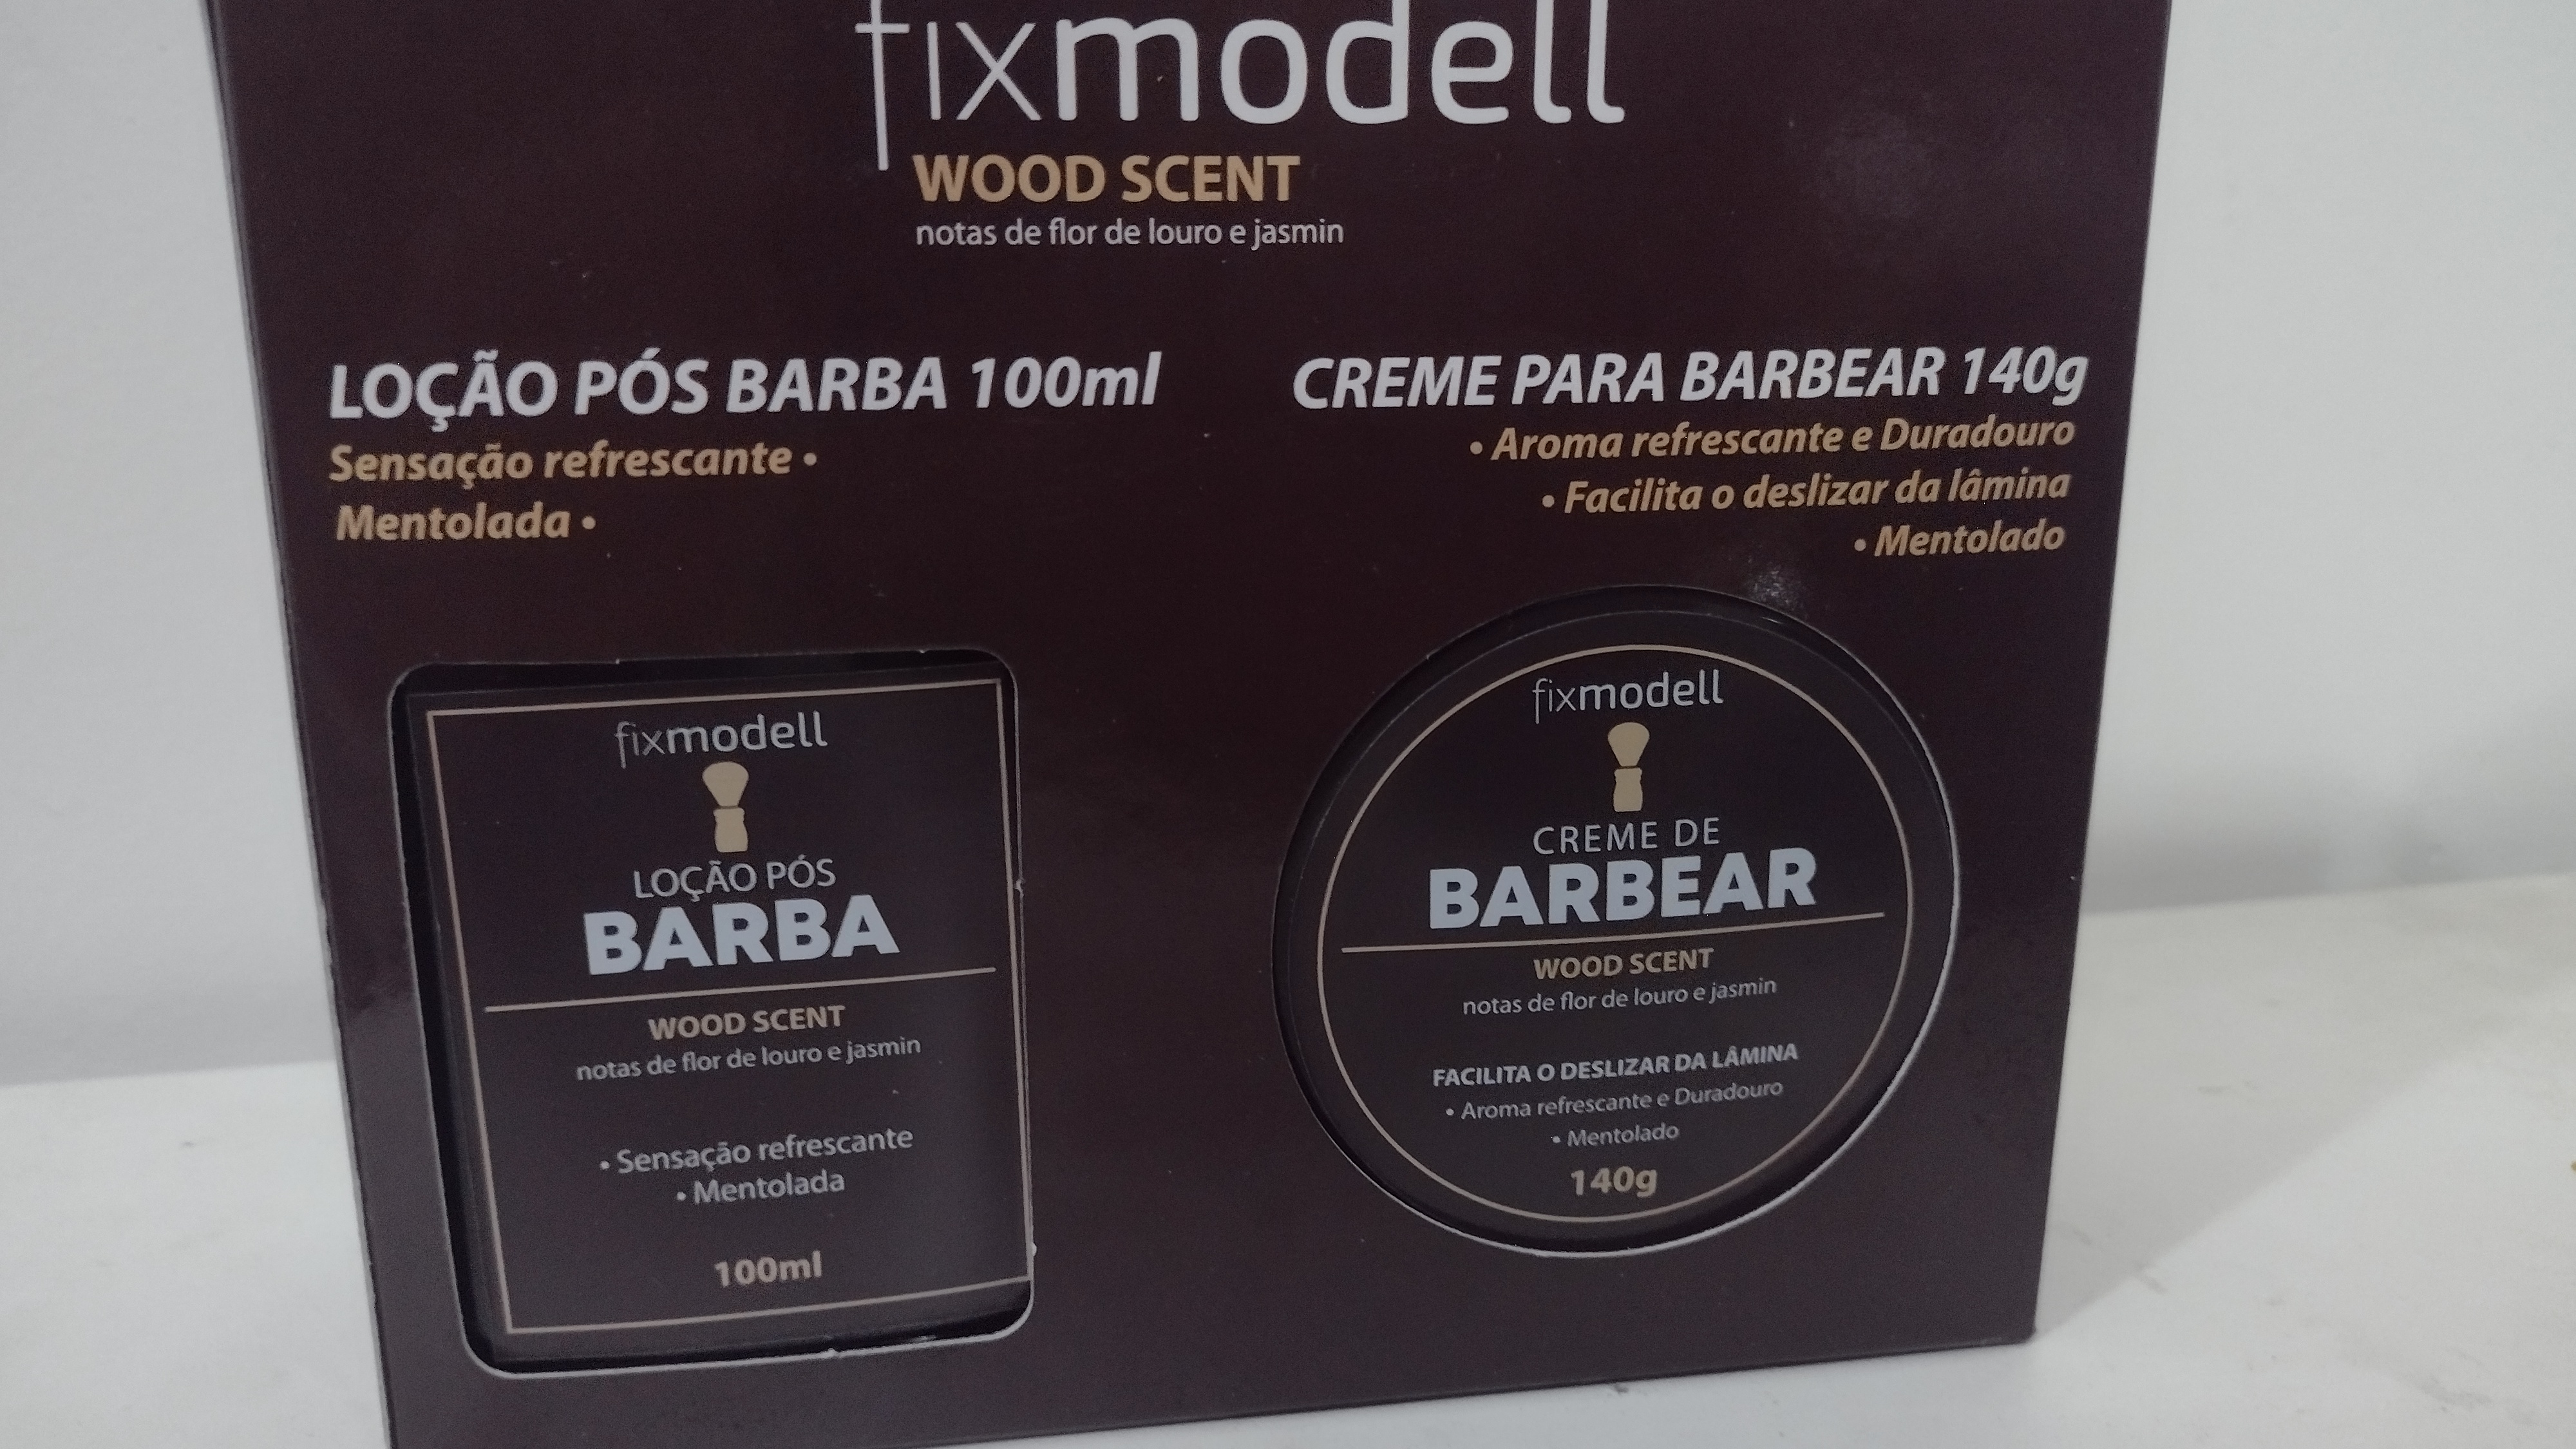 fixmodell
WOOD SCENT
notas de flor de louro e jasmin
LOÇÃO PÓS BARBA 100ml
Sensação refrescante •
Mentolada •
CREME PARA BARBEAR 140g
• Aroma refrescante e Duradouro
• Facilita o deslizar da lâmina
• Mentolado
fixmodell
LOÇÃO PÓS
BARBA
WOOD SCENT
notas de flor de louro e jasmin
• Sensação refrescante
• Mentolada
100ml
fixmodell
CREME DE
BARBEAR
WOOD SCENT
notas de flor de louro e jasmin
FACILITA O DESLIZAR DA LÂMINA
• Aroma refrescante e Duradouro
• Mentolado
140g